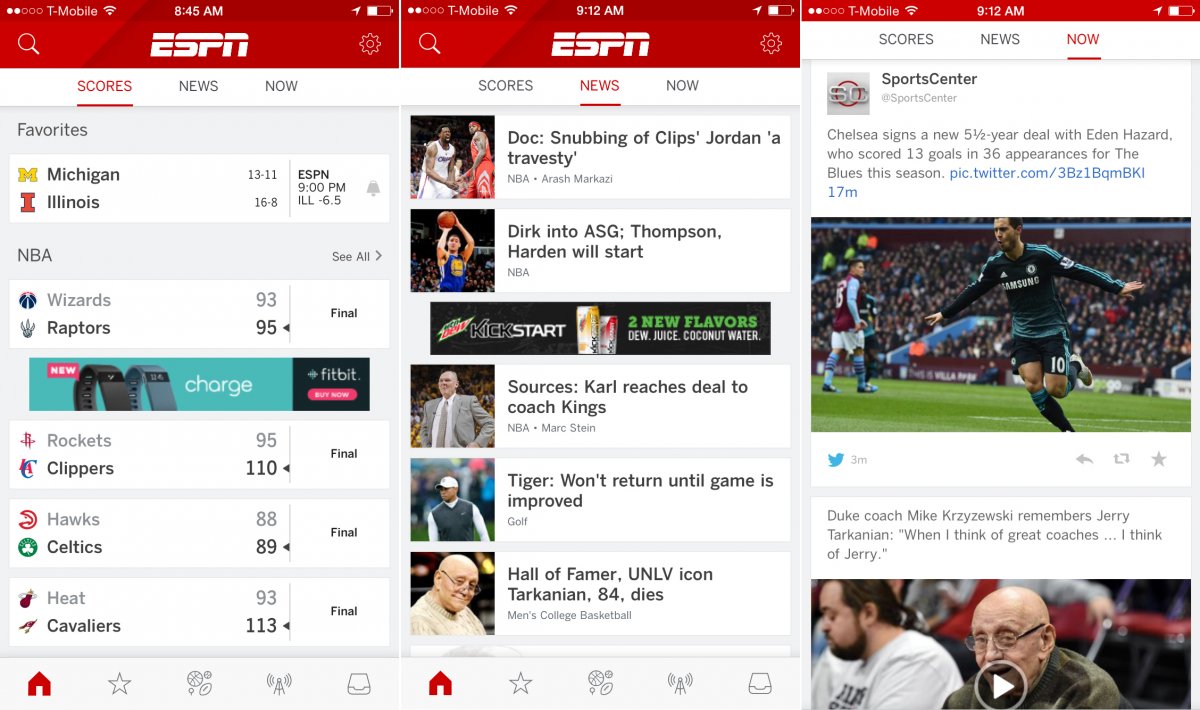 T-Mobile 8:45 AM
ESPN
SCORES NEWS NOW
Favorites
Michigan 13-11
Illinois 16-8
ESPN
9:00 PM
ILL -6.5
NBA See All >
Wizards 93
Raptors 95
Final
NEW
charge
fitbit.
BUY NOW
Rockets 95
Clippers 110
Final
Hawks 88
Celtics 89
Final
Heat 93
Cavaliers 113
Final
T-Mobile 9:12 AM
ESPN
SCORES NEWS NOW
Doc: Snubbing of Clips' Jordan 'a
travesty'
NBA • Arash Markazi
Dirk into ASG; Thompson,
Harden will start
NBA
MTN DEW KICKSTART
2 NEW FLAVORS
DEW. JUICE. COCONUT WATER.
Sources: Karl reaches deal to
coach Kings
NBA • Marc Stein
Tiger: Won't return until game is
improved
Golf
Hall of Famer, UNLV icon
Tarkanian, 84, dies
Men's College Basketball
T-Mobile 9:12 AM
SCORES NEWS NOW
SC
SportsCenter
@SportsCenter
Chelsea signs a new 5½-year deal with Eden Hazard,
who scored 13 goals in 36 appearances for The
Blues this season. pic.twitter.com/3Bz1BqmBKI
17m
SAMSUNG
10
3m
Duke coach Mike Krzyzewski remembers Jerry
Tarkanian: "When I think of great coaches ... I think
of Jerry."